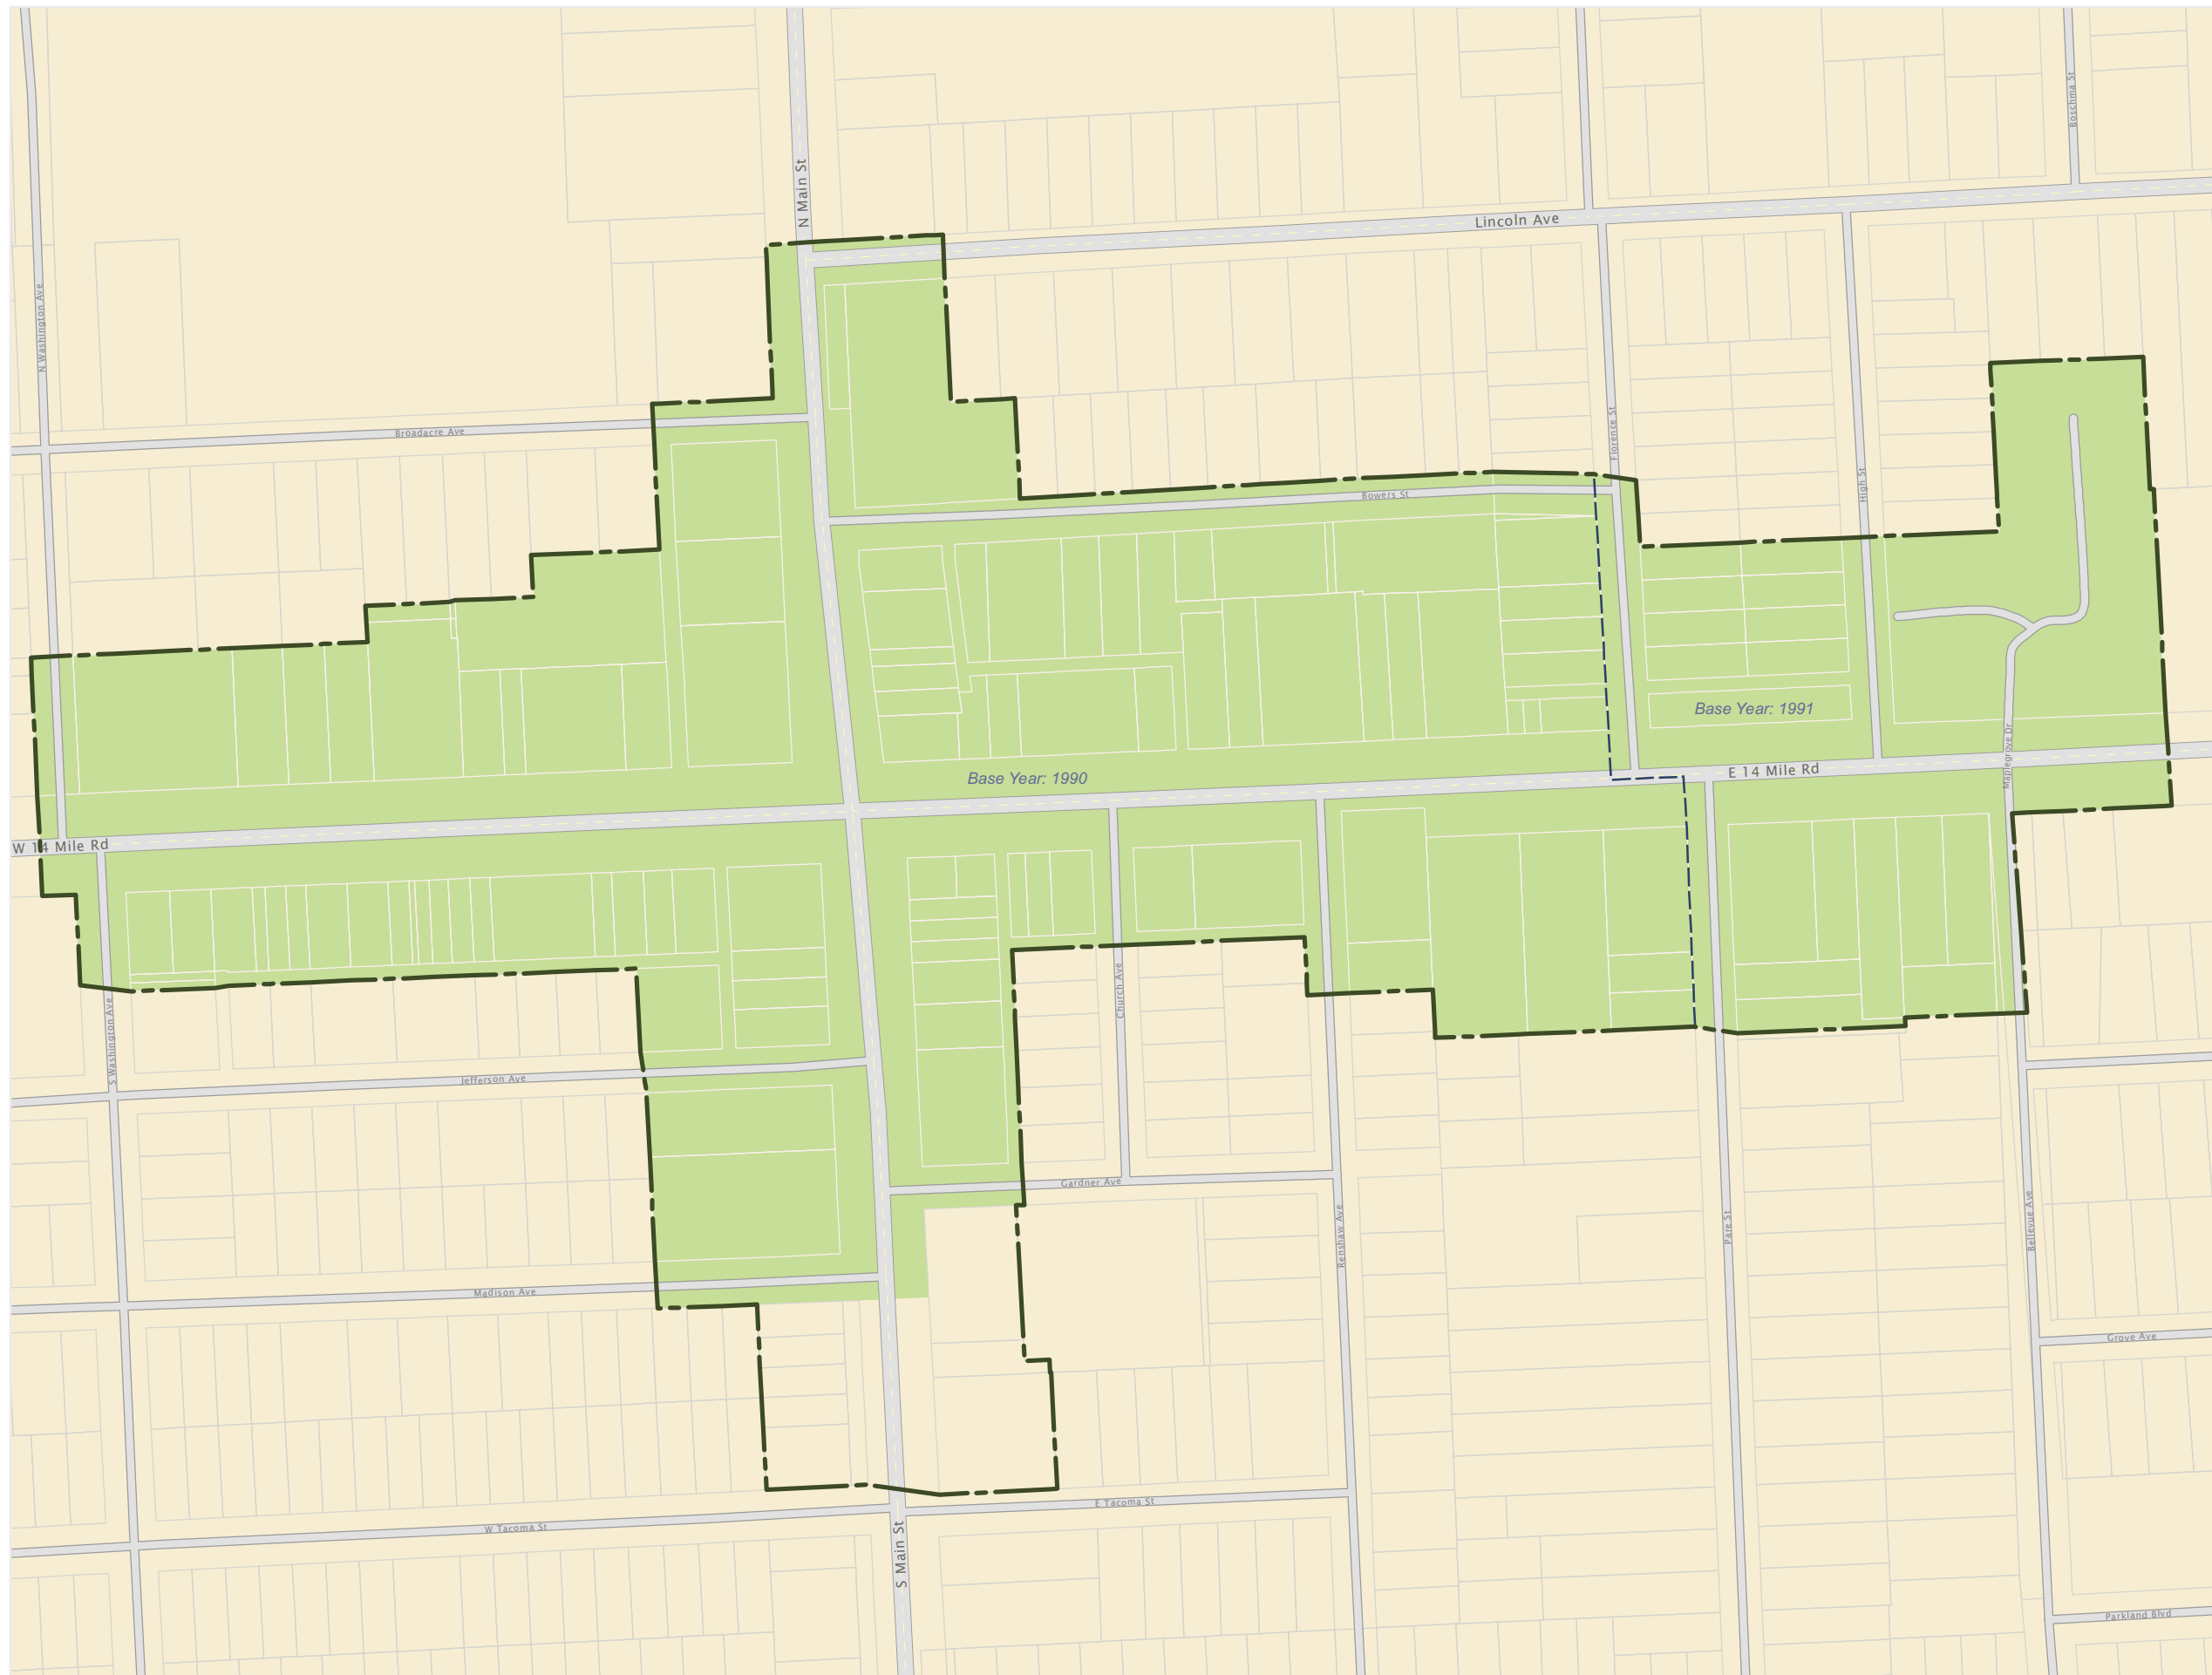 Boschma St
N Main St
Lincoln Ave
N Washington Ave
Broadacre Ave
Florence St
High St
Bowers St
Base Year: 1991
Base Year: 1990
E 14 Mile Rd
Maplegrove Dr
W 14 Mile Rd
Church Ave
S Washington Ave
Jefferson Ave
Gardner Ave
Renshaw Ave
Pare St
Bellevue Ave
Madison Ave
Grove Ave
E Tacoma St
W Tacoma St
S Main St
Parkland Blvd